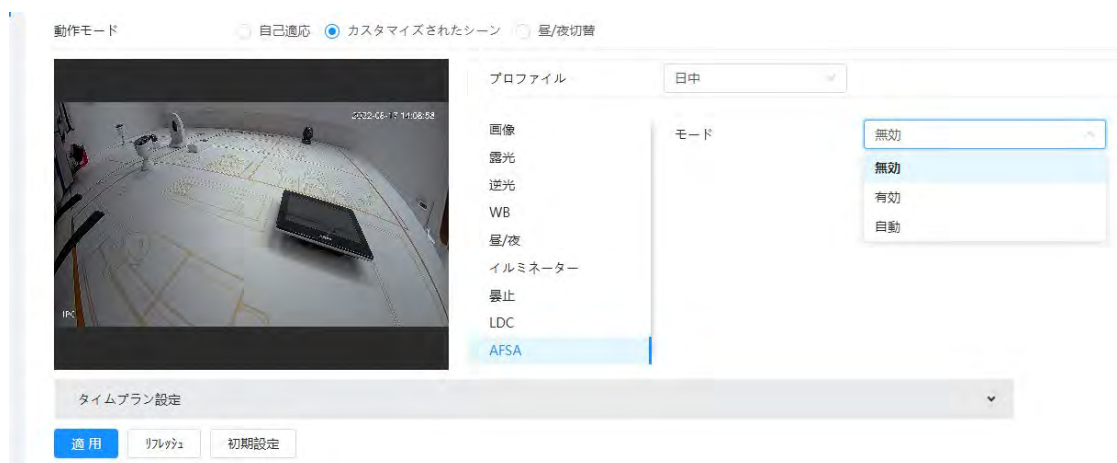 動作モード 自己適応 カスタマイズされたシーン 昼/夜切替
プロファイル 日中
画像
露光
逆光
WB
昼/夜
イルミネーター
曇止
LDC
AFSA
モード 無効
無効
有効
自動
IPC
タイムプラン設定
適用 リフレッシュ 初期設定